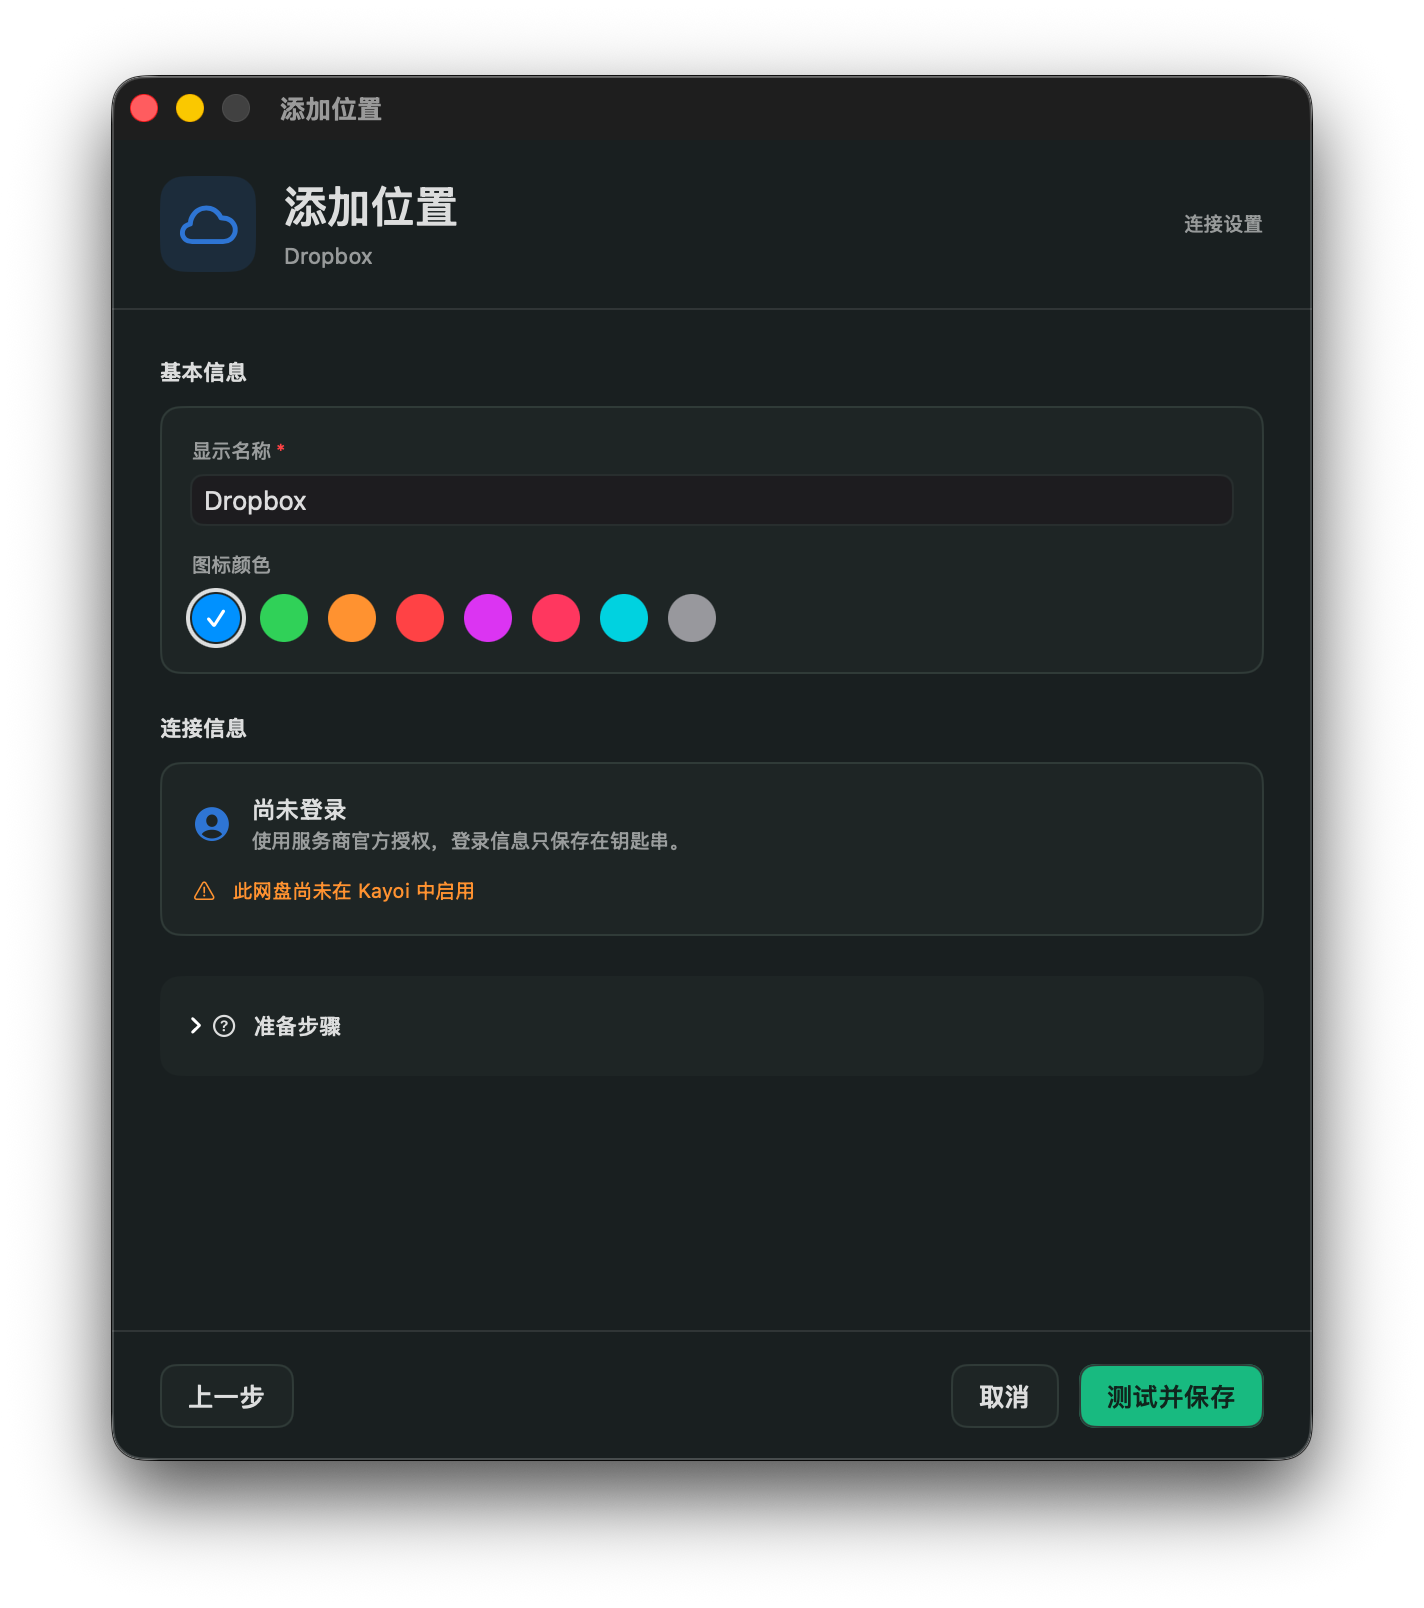 添加位置
添加位置
Dropbox
连接设置
基本信息
显示名称 *
Dropbox
图标颜色
连接信息
尚未登录
使用服务商官方授权，登录信息只保存在钥匙串。
此网盘尚未在 Kayoi 中启用
准备步骤
上一步
取消
测试并保存